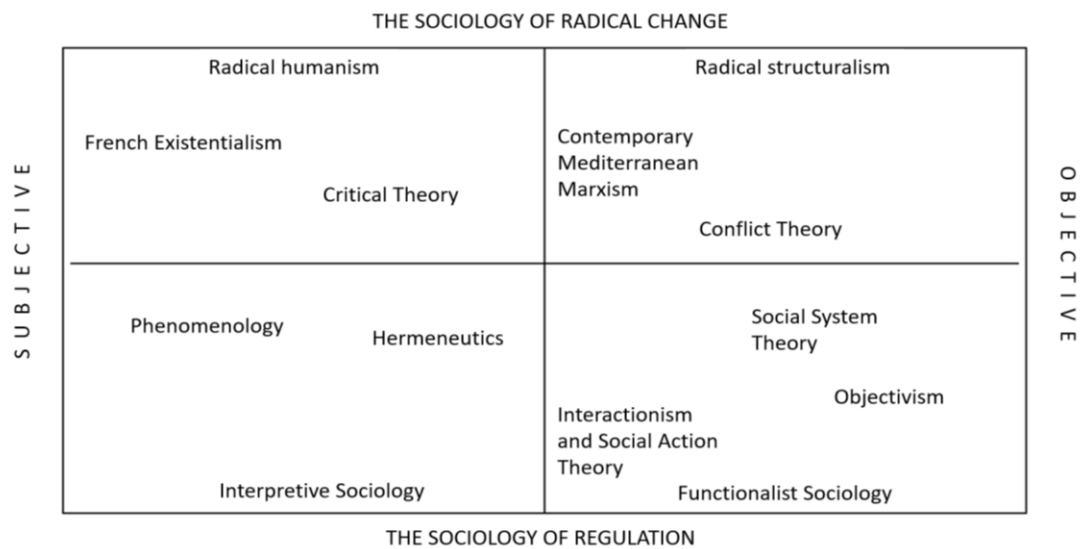 THE SOCIOLOGY OF RADICAL CHANGE
Radical humanism
Radical structuralism
French Existentialism
Critical Theory
Contemporary
Mediterranean
Marxism
Conflict Theory
SUBJECTIVE
OBJECTIVE
Phenomenology
Hermeneutics
Social System
Theory
Objectivism
Interactionism
and Social Action
Theory
Interpretive Sociology
Functionalist Sociology
THE SOCIOLOGY OF REGULATION